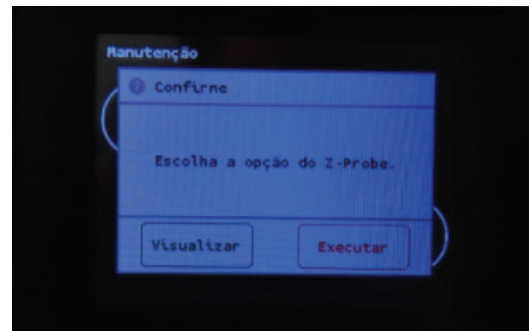 Manutenção
Confirme
Escolha a opção do Z-Probe.
Visualizar
Executar